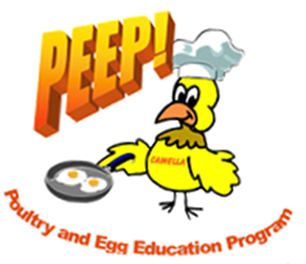 PEEP!
CAMELLA
Poultry and Egg Education Program